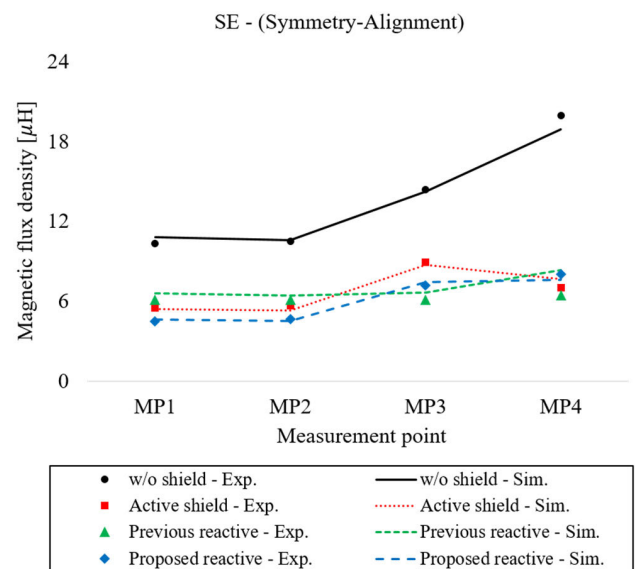 SE - (Symmetry-Alignment)
24
18
12
6
0
Magnetic flux density [μH]
MP1 MP2 MP3 MP4
Measurement point
w/o shield - Exp. w/o shield - Sim.
Active shield - Exp. Active shield - Sim.
Previous reactive - Exp. Previous reactive - Sim.
Proposed reactive - Exp. Proposed reactive - Sim.